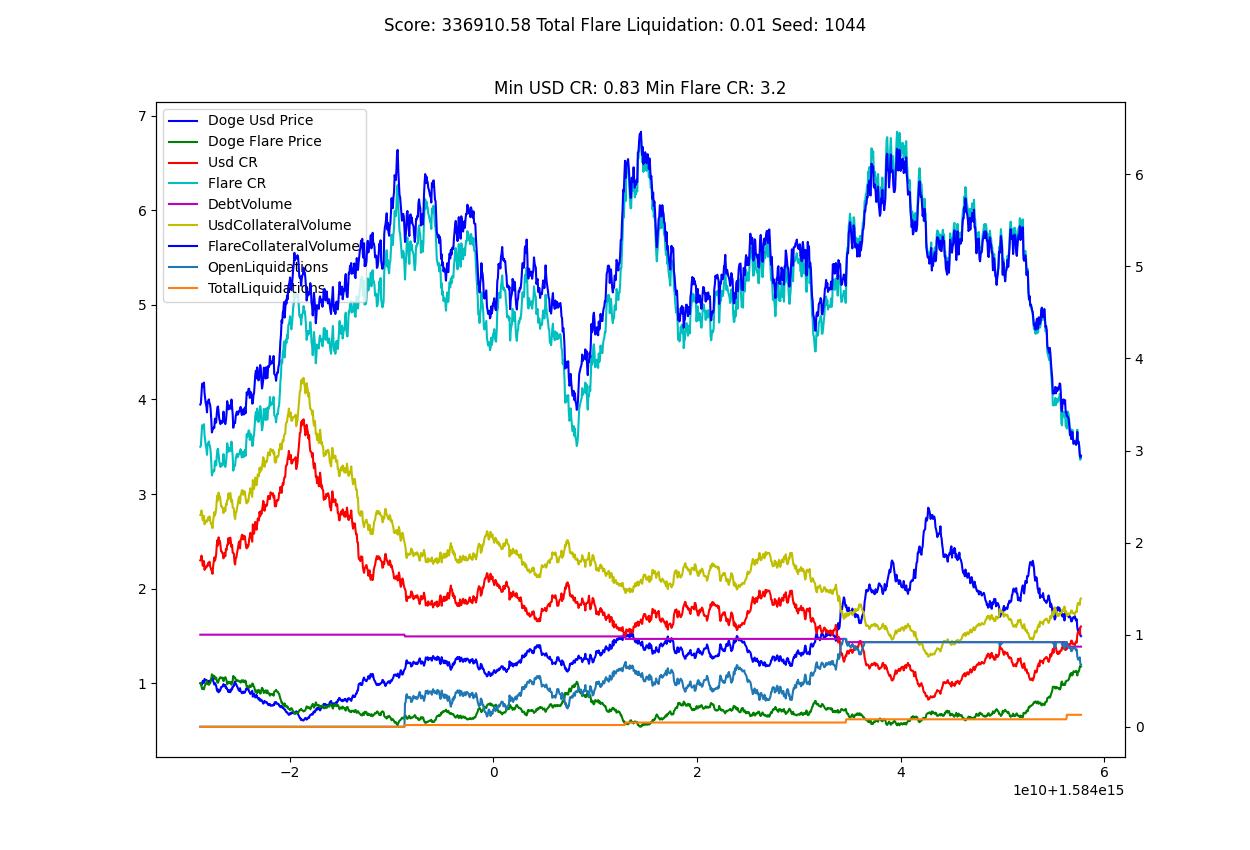 Score: 336910.58 Total Flare Liquidation: 0.01 Seed: 1044
Min USD CR: 0.83 Min Flare CR: 3.2
Doge Usd Price
Doge Flare Price
Usd CR
Flare CR
DebtVolume
UsdCollateralVolume
FlareCollateralVolume
OpenLiquidations
TotalLiquidations
7
6
5
4
3
2
1
6
5
4
3
2
1
0
−2
0
2
4
6
1e10+1.584e15